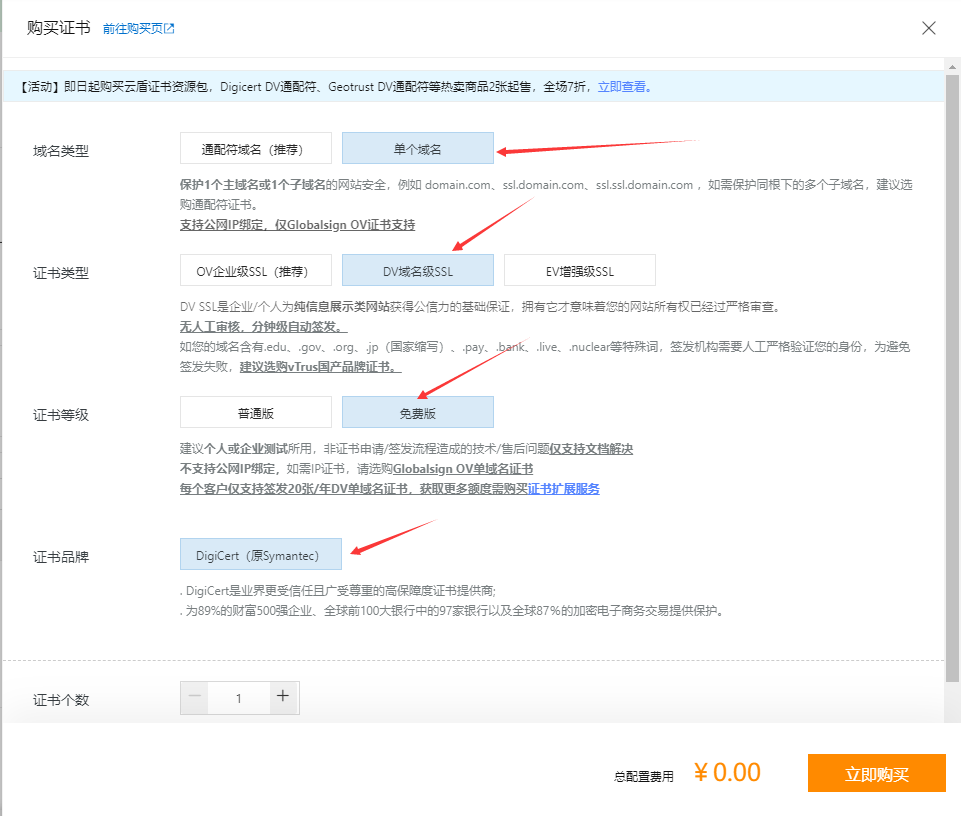 购买证书 前往购买页
【活动】即日起购买云盾证书资源包，Digicert DV通配符、Geotrust DV通配符等热卖商品2张起售，全场7折，立即查看。
域名类型 通配符域名（推荐） 单个域名
保护1个主域名或1个子域名的网站安全，例如 domain.com、ssl.domain.com、ssl.ssl.domain.com ，如需保护同根下的多个子域名，建议选
购通配符证书。
支持公网IP绑定，仅Globalsign OV证书支持
证书类型 OV企业级SSL（推荐） DV域名级SSL EV增强级SSL
DV SSL是企业/个人为纯信息展示类网站获得公信力的基础保证，拥有它才意味着您的网站所有权已经过严格审查。
无人工审核、分钟级自动签发。
如您的域名含有.edu、.gov、.org、.jp（国家缩写）、.pay、.bank、.live、.nuclear等特殊词，签发机构需要人工严格验证您的身份，为避免
签发失败，建议选购vTrus国产品牌证书。
证书等级 普通版 免费版
建议个人或企业测试所用，非证书申请/签发流程造成的技术/售后问题仅支持文档解决
不支持公网IP绑定，如需IP证书，请选购Globalsign OV单域名证书
每个客户仅支持签发20张/年DV单域名证书，获取更多额度需购买证书扩展服务
证书品牌 DigiCert（原Symantec）
. DigiCert是业界更受信任且广受尊重的高保障度证书提供商;
. 为89%的财富500强企业、全球前100大银行中的97家银行以及全球87%的加密电子商务交易提供保护。
证书个数 — 1 +
总配置费用 ¥ 0.00 立即购买